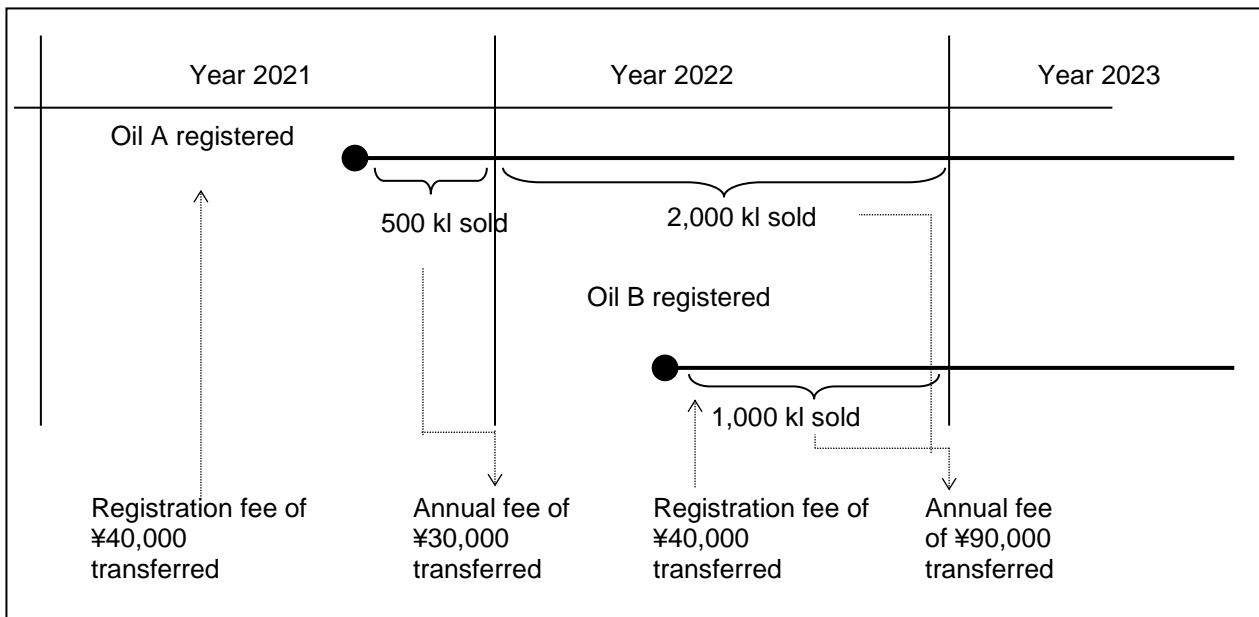 Year 2021
Year 2022
Year 2023
Oil A registered
500 kl sold
2,000 kl sold
Oil B registered
1,000 kl sold
Registration fee of
¥40,000
transferred
Annual fee of
¥30,000
transferred
Registration fee of
¥40,000
transferred
Annual fee
of ¥90,000
transferred